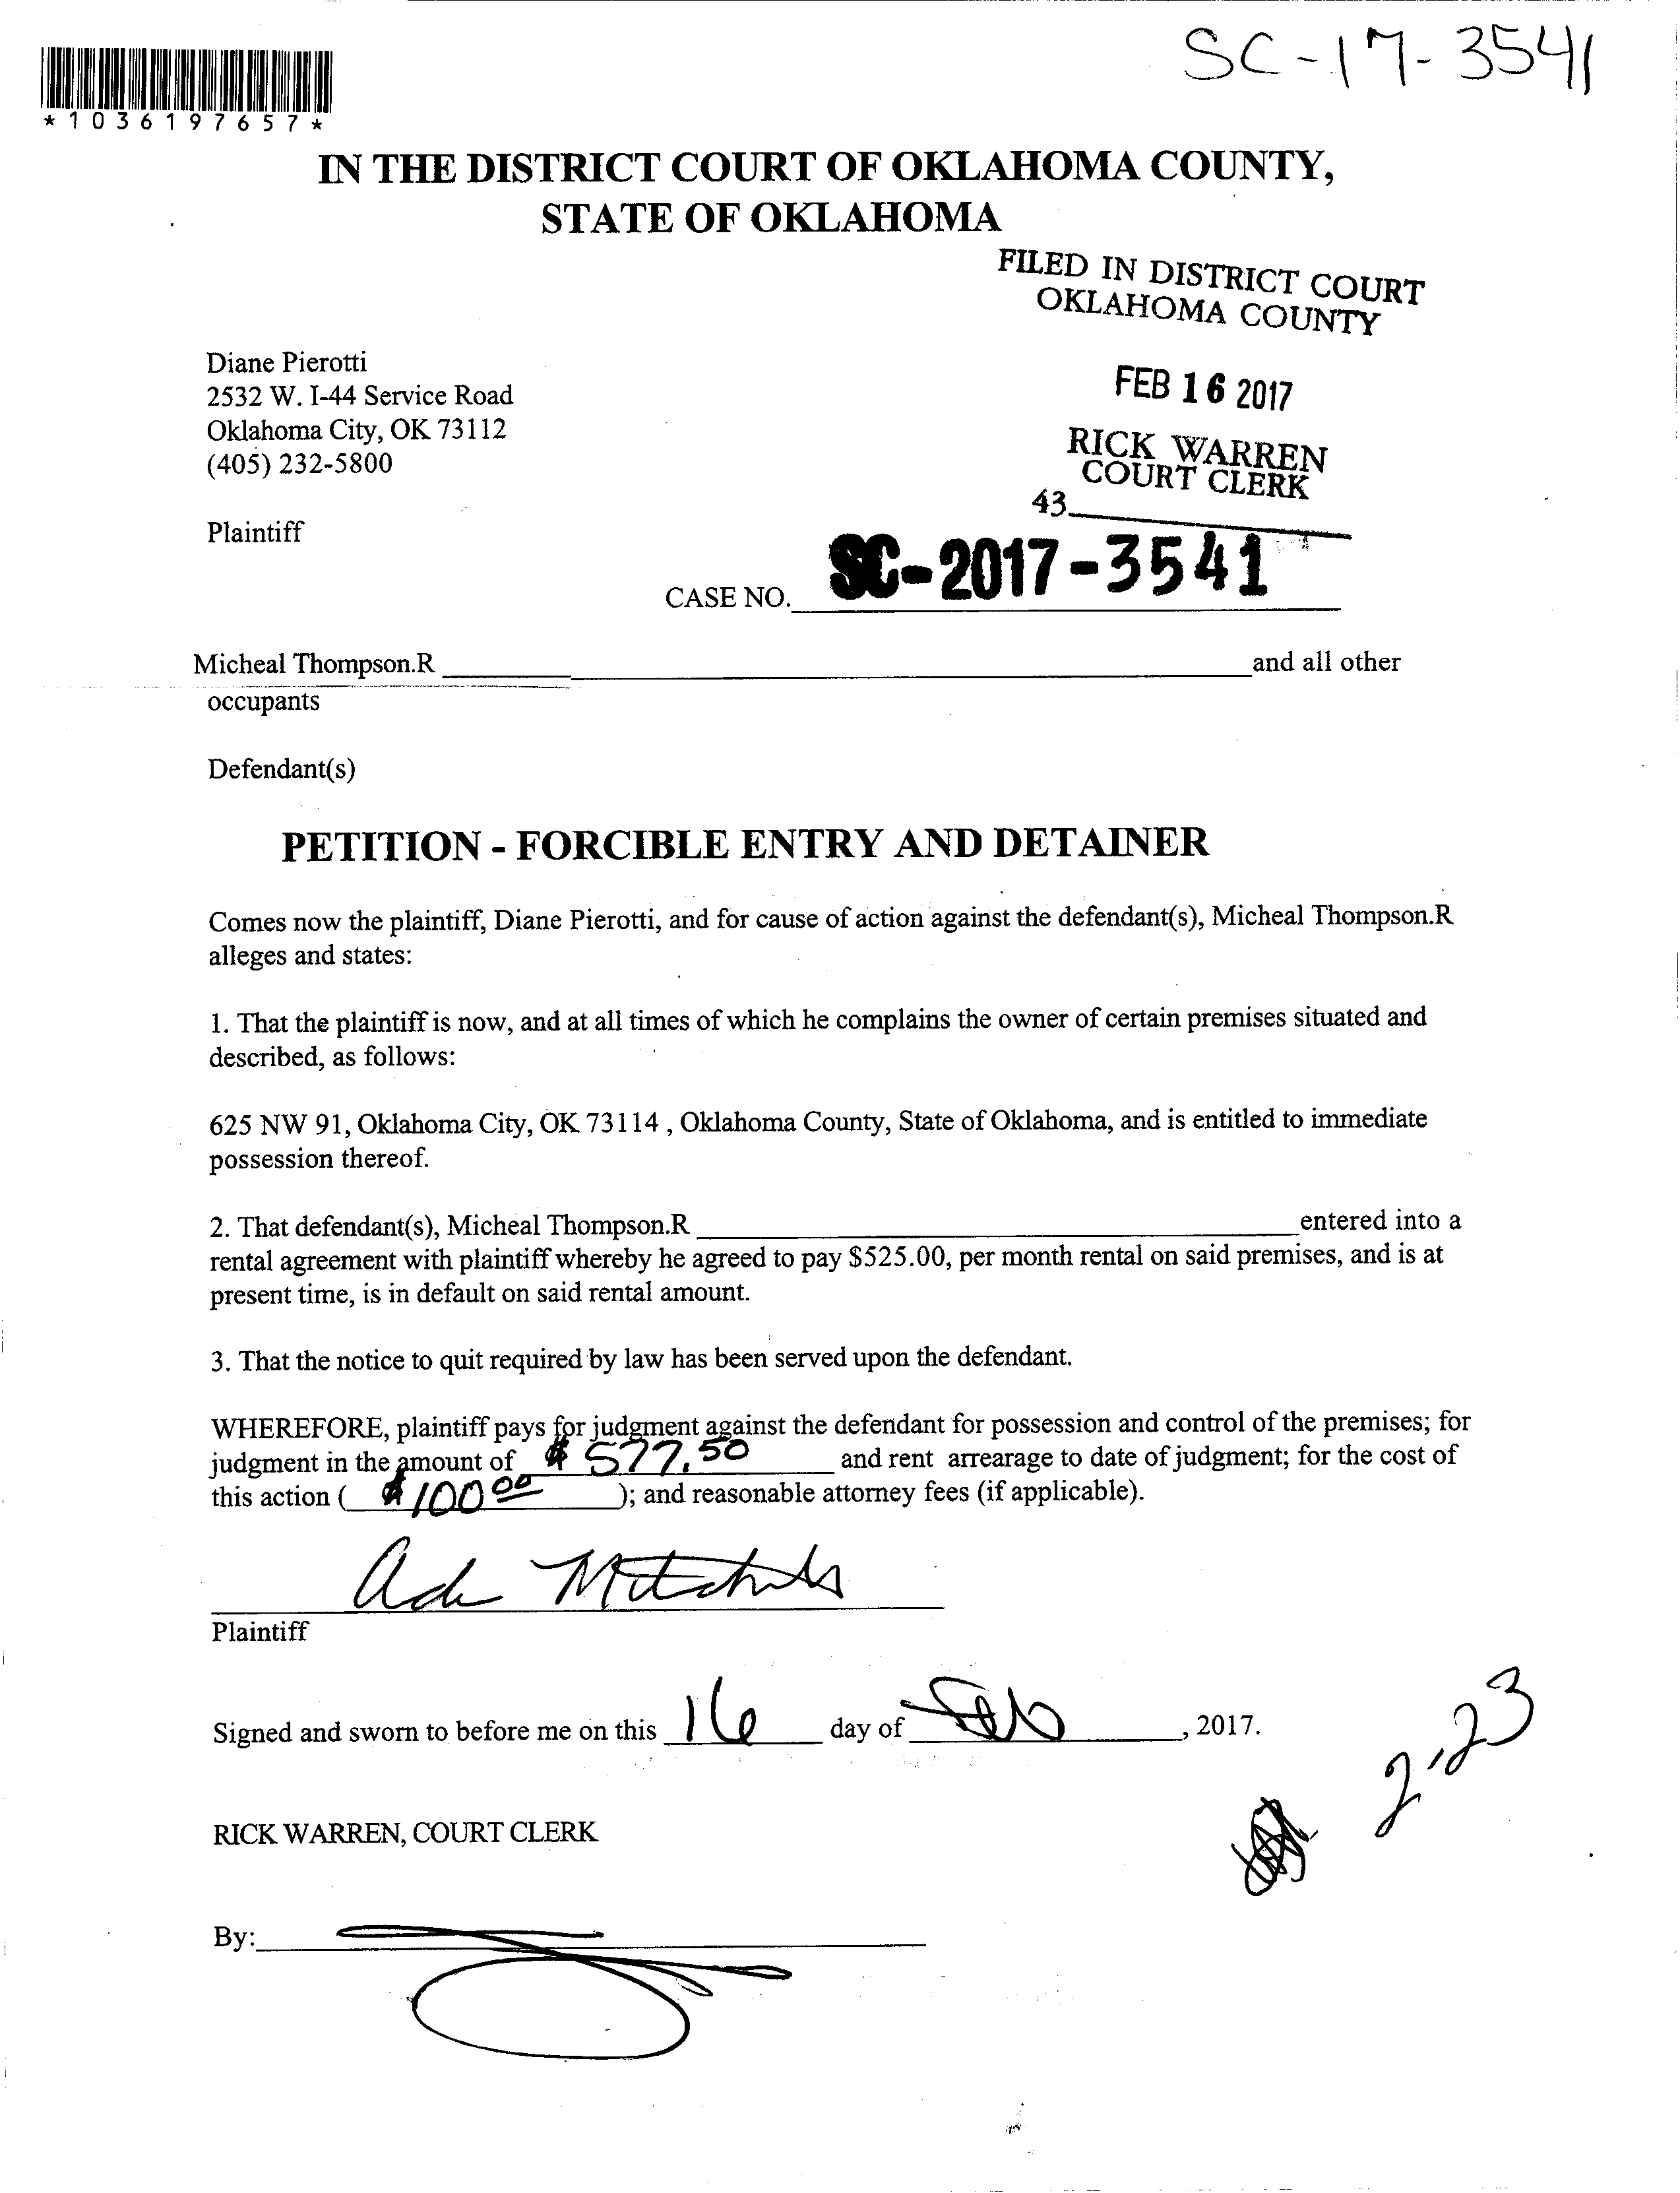 SC-17-3541
*1036197657*
IN THE DISTRICT COURT OF OKLAHOMA COUNTY,
STATE OF OKLAHOMA
FILED IN DISTRICT COURT
OKLAHOMA COUNTY
FEB 16 2017
RICK WARREN
COURT CLERK
43
Diane Pierotti
2532 W. I-44 Service Road
Oklahoma City, OK 73112
(405) 232-5800
Plaintiff
CASE NO. SC-2017-3541
Micheal Thompson.R and all other
occupants
Defendant(s)
PETITION - FORCIBLE ENTRY AND DETAINER
Comes now the plaintiff, Diane Pierotti, and for cause of action against the defendant(s), Micheal Thompson.R
alleges and states:
1. That the plaintiff is now, and at all times of which he complains the owner of certain premises situated and
described, as follows:
625 NW 91, Oklahoma City, OK 73114 , Oklahoma County, State of Oklahoma, and is entitled to immediate
possession thereof.
2. That defendant(s), Micheal Thompson.R entered into a
rental agreement with plaintiff whereby he agreed to pay $525.00, per month rental on said premises, and is at
present time, is in default on said rental amount.
3. That the notice to quit required by law has been served upon the defendant.
WHEREFORE, plaintiff pays for judgment against the defendant for possession and control of the premises; for
judgment in the amount of $577.50 and rent arrearage to date of judgment; for the cost of
this action ( $100 00 ); and reasonable attorney fees (if applicable).
Plaintiff
Signed and sworn to before me on this 16 day of Feb , 2017.
2.23
RICK WARREN, COURT CLERK
By: